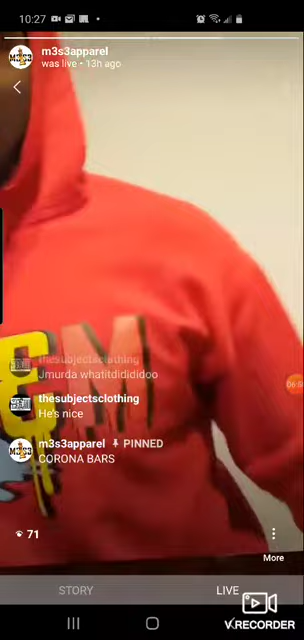 10:27
m3s3apparel
was live • 13h ago
EM
thesubjectsclothing
Jmurda whatitdidididoo
thesubjectsclothing
He's nice
m3s3apparel PINNED
CORONA BARS
71
More
STORY
LIVE
V.RECORDER